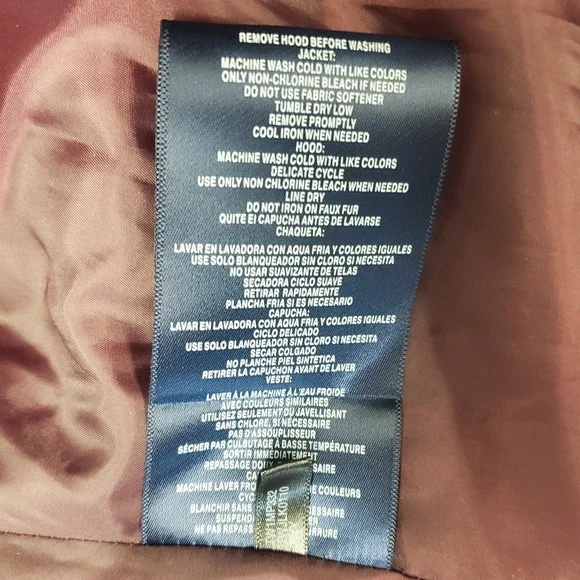 REMOVE HOOD BEFORE WASHING
JACKET:
MACHINE WASH COLD WITH LIKE COLORS
ONLY NON-CHLORINE BLEACH IF NEEDED
DO NOT USE FABRIC SOFTENER
TUMBLE DRY LOW
REMOVE PROMPTLY
COOL IRON WHEN NEEDED
HOOD:
MACHINE WASH COLD WITH LIKE COLORS
DELICATE CYCLE
USE ONLY NON CHLORINE BLEACH WHEN NEEDED
LINE DRY
DO NOT IRON ON FAUX FUR
QUITE EI CAPUCHA ANTES DE LAVARSE
CHAQUETA:
LAVAR EN LAVADORA CON AQUA FRIA Y COLORES IGUALES
USE SOLO BLANQUEADOR SIN CLORO SI NECESITA
NO USAR SUAVIZANTE DE TELAS
SECADORA CICLO SUAVE
RETIRAR RAPIDAMENTE
PLANCHA FRIA SI ES NECESARIO
CAPUCHA:
LAVAR EN LAVADORA CON AQUA FRIA Y COLORES IGUALES
CICLO DELICADO
USE SOLO BLANQUEADOR SIN CLORO SI NECESITA
SECAR COLGADO
NO PLANCHE PIEL SINTETICA
RETIRER LA CAPUCHON AVANT DE LAVER
VESTE:
LAVER À LA MACHINE À L'EAU FROIDE
AVEC COULEURS SIMILAIRES
UTILISEZ SEULEMENT DU JAVELLISANT
SANS CHLORE, SI NÉCESSAIRE
PAS D'ASSOUPLISSEUR
SÉCHER PAR CULBUTAGE À BASSE TEMPÉRATURE
SORTIR IMMEDIATEMENT
REPASSAGE
MACHINE LAVER COULEURS
BLANCHIR SANS
NE PAS